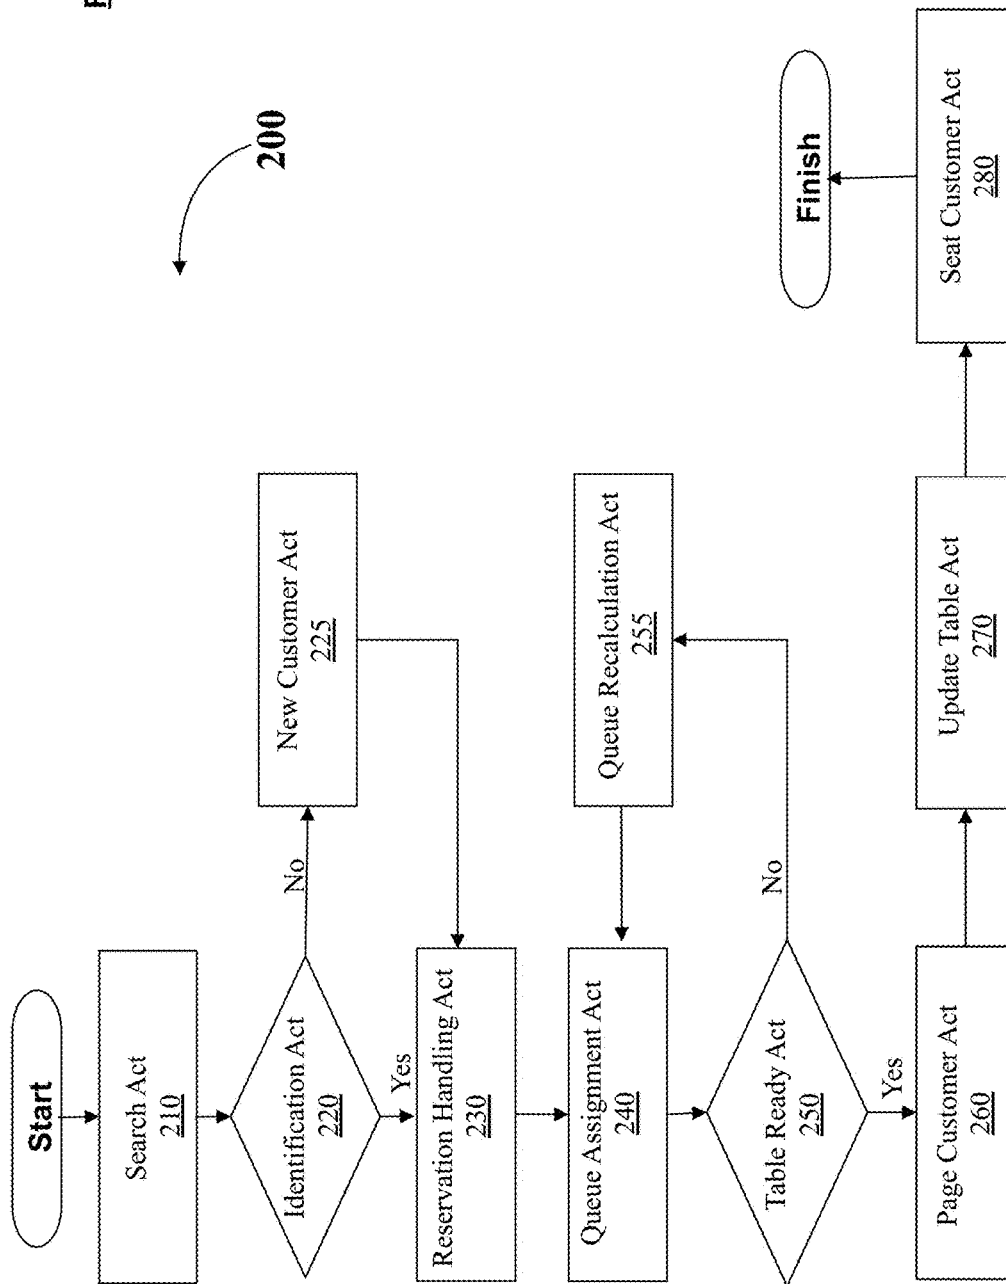 200
Start
Search Act
210
Identification Act
220
No
New Customer Act
225
Yes
Reservation Handling Act
230
Queue Assignment Act
240
Queue Recalculation Act
255
Table Ready Act
250
No
Yes
Page Customer Act
260
Update Table Act
270
Seat Customer Act
280
Finish